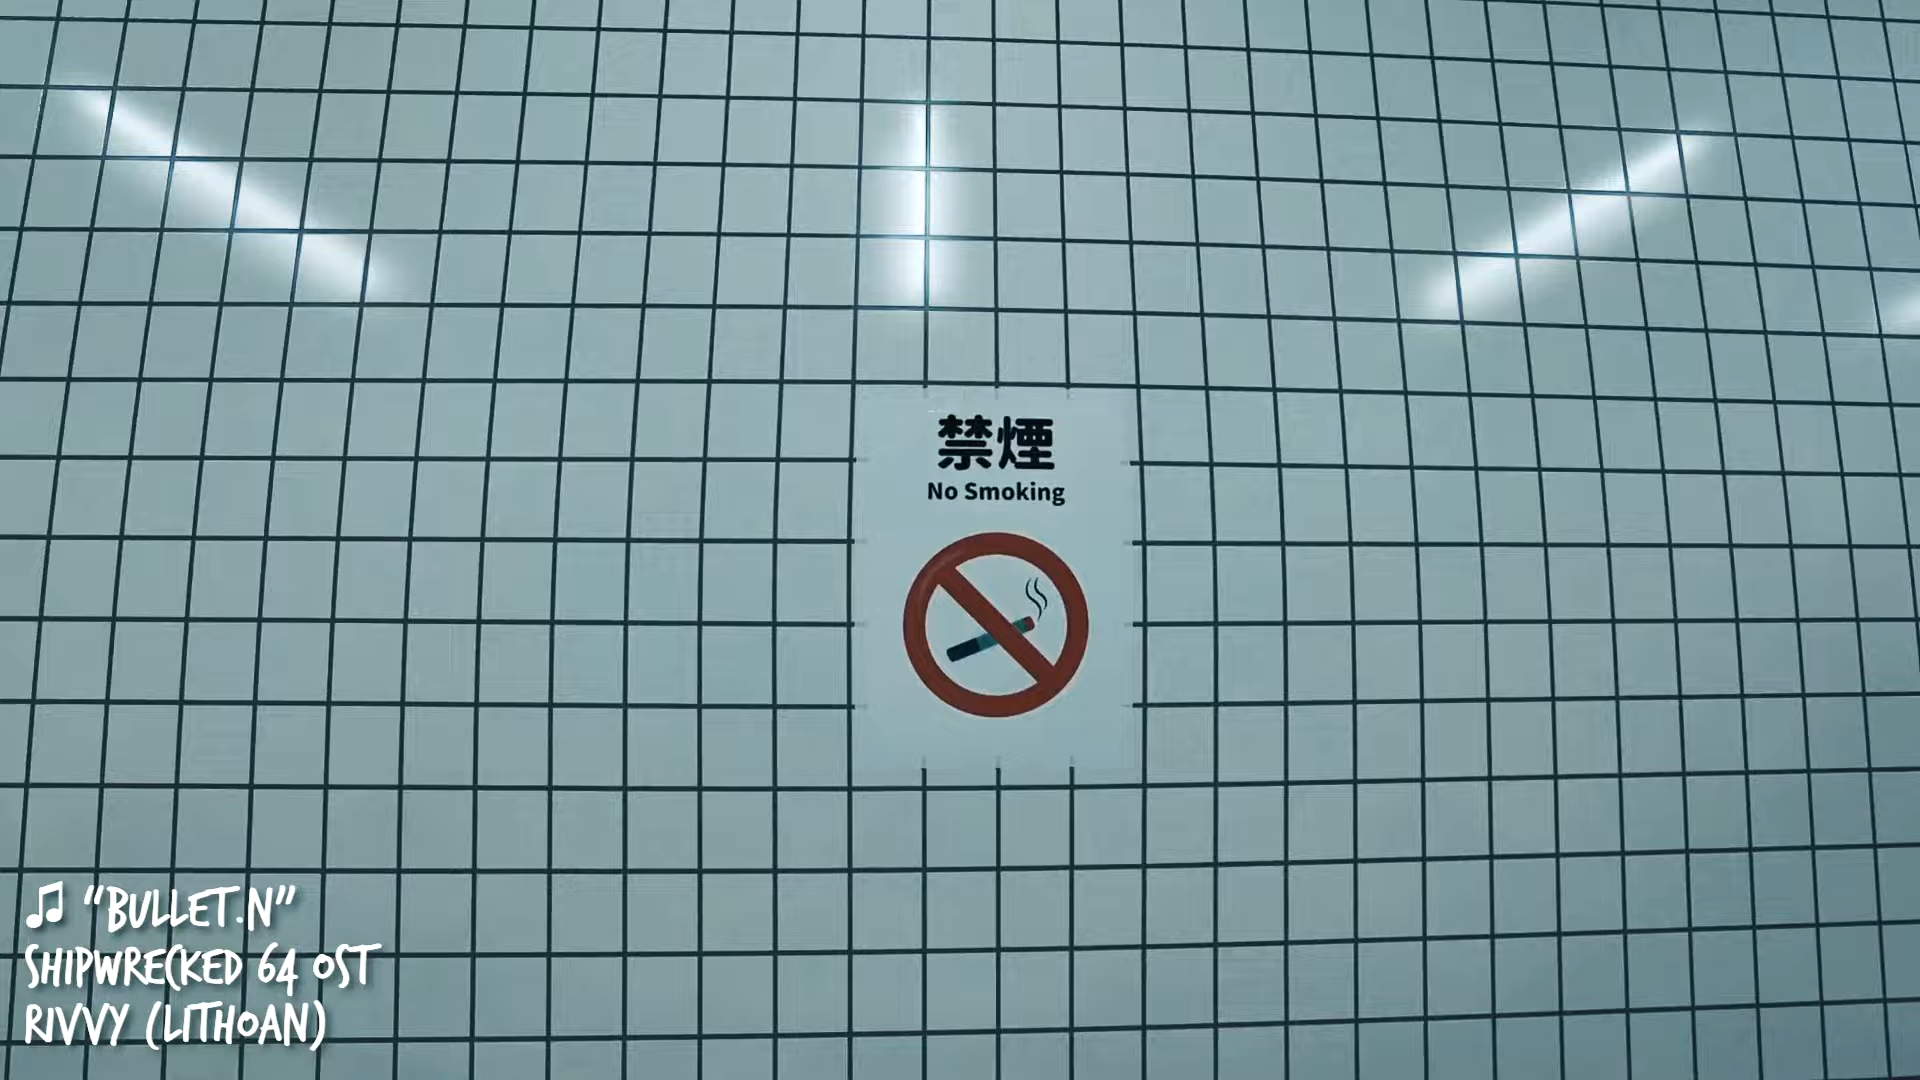 禁煙
No Smoking
♫ "BULLET.N"
SHIPWRECKED 64 OST
RIVVY (LITHOAN)